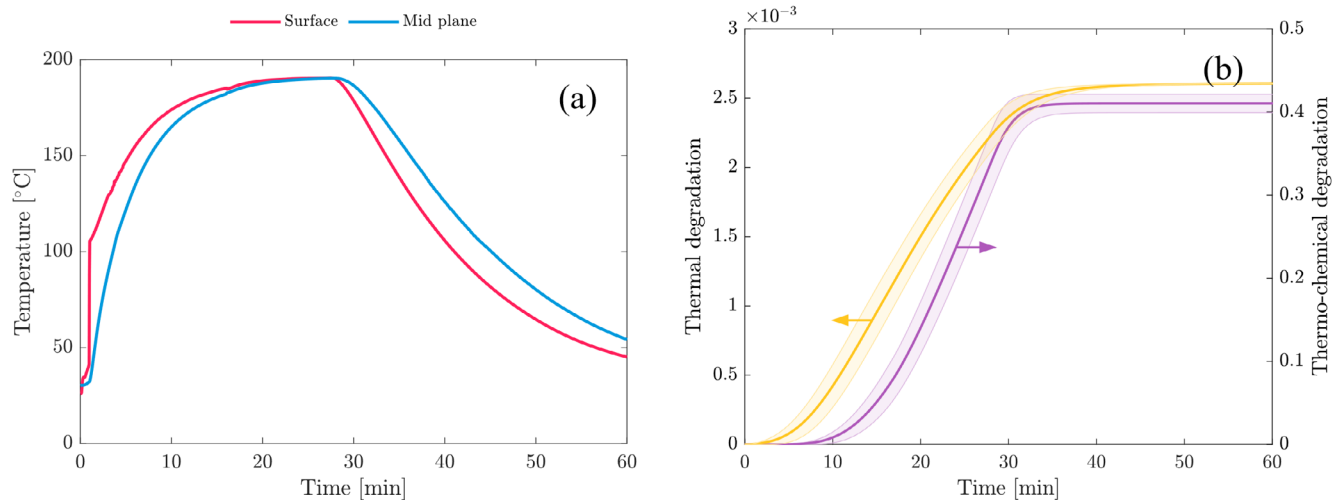 Surface Mid plane
(a)
Temperature [°C]
200
150
100
50
0
0 10 20 30 40 50 60
Time [min]
×10⁻³
(b)
Thermal degradation
3
2.5
2
1.5
1
0.5
0
Thermo-chemical degradation
0.5
0.4
0.3
0.2
0.1
0
0 10 20 30 40 50 60
Time [min]